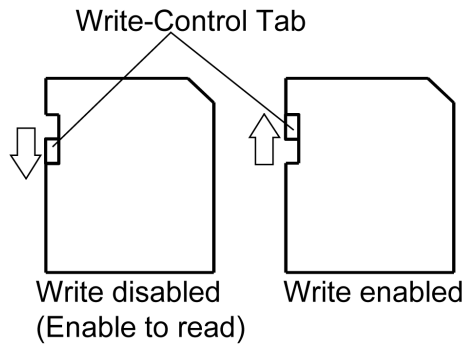 Write-Control Tab
Write disabled
(Enable to read)
Write enabled